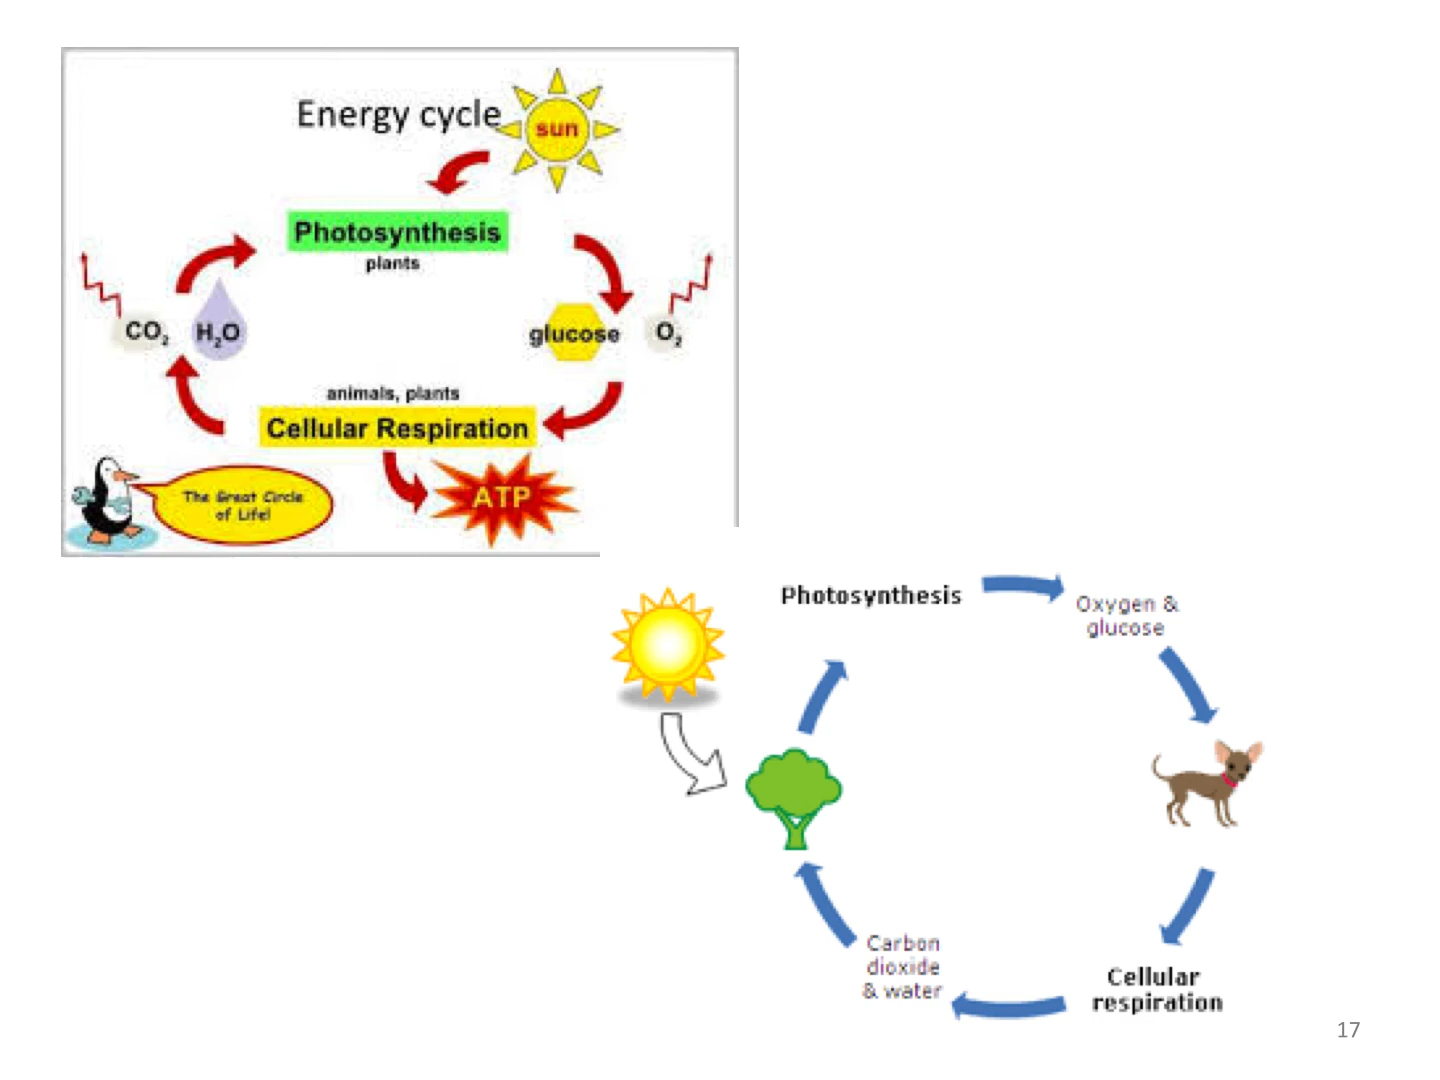 Energy cycle
sun
Photosynthesis
plants
CO₂
H₂O
glucose
O₂
animals, plants
Cellular Respiration
ATP
The Great Circle
of Life!
Photosynthesis
Oxygen &
glucose
Carbon
dioxide
& water
Cellular
respiration
17